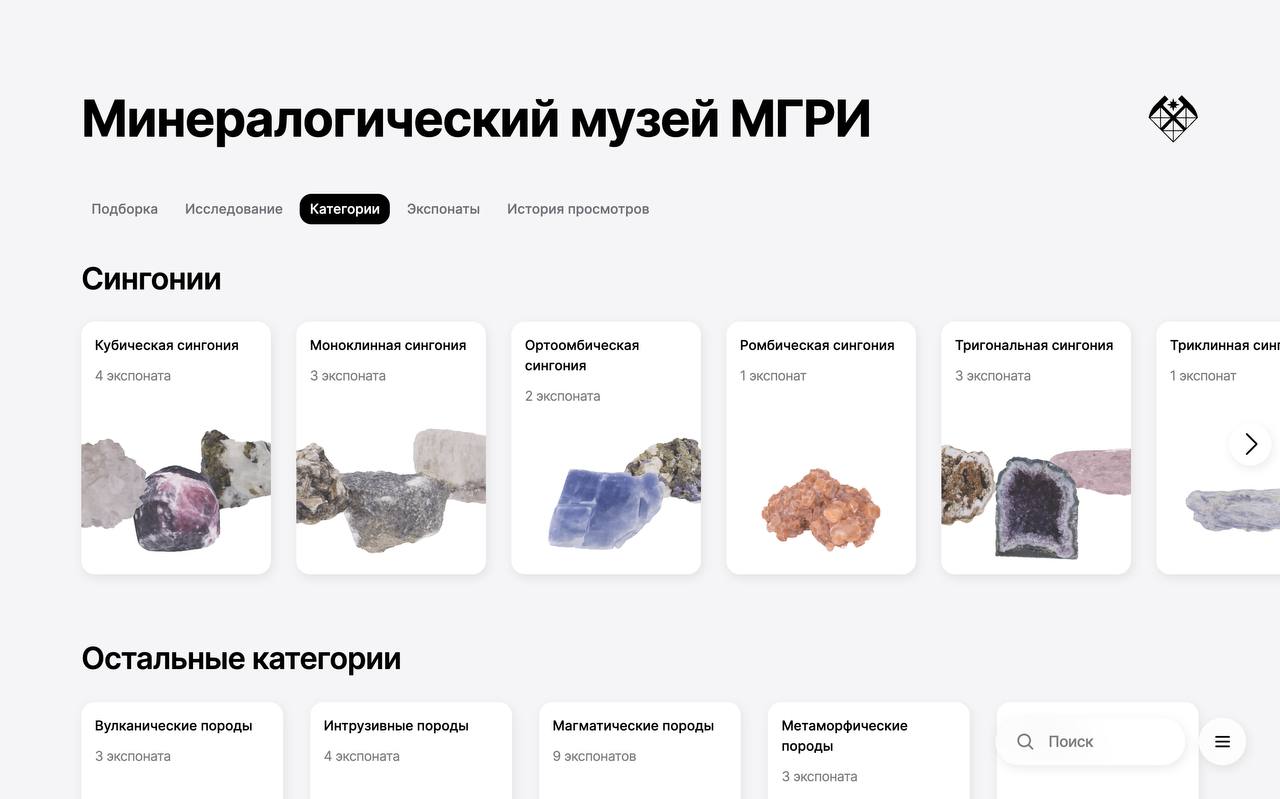 Минералогический музей МГРИ
Подборка
Исследование
Категории
Экспонаты
История просмотров
Сингонии
Кубическая сингония
4 экспоната
Моноклинная сингония
3 экспоната
Ортоомбическая
сингония
2 экспоната
Ромбическая сингония
1 экспонат
Тригональная сингония
3 экспоната
Триклинная
1 экспонат
Остальные категории
Вулканические породы
3 экспоната
Интрузивные породы
4 экспоната
Магматические породы
9 экспонатов
Метаморфические
породы
3 экспоната
Поиск